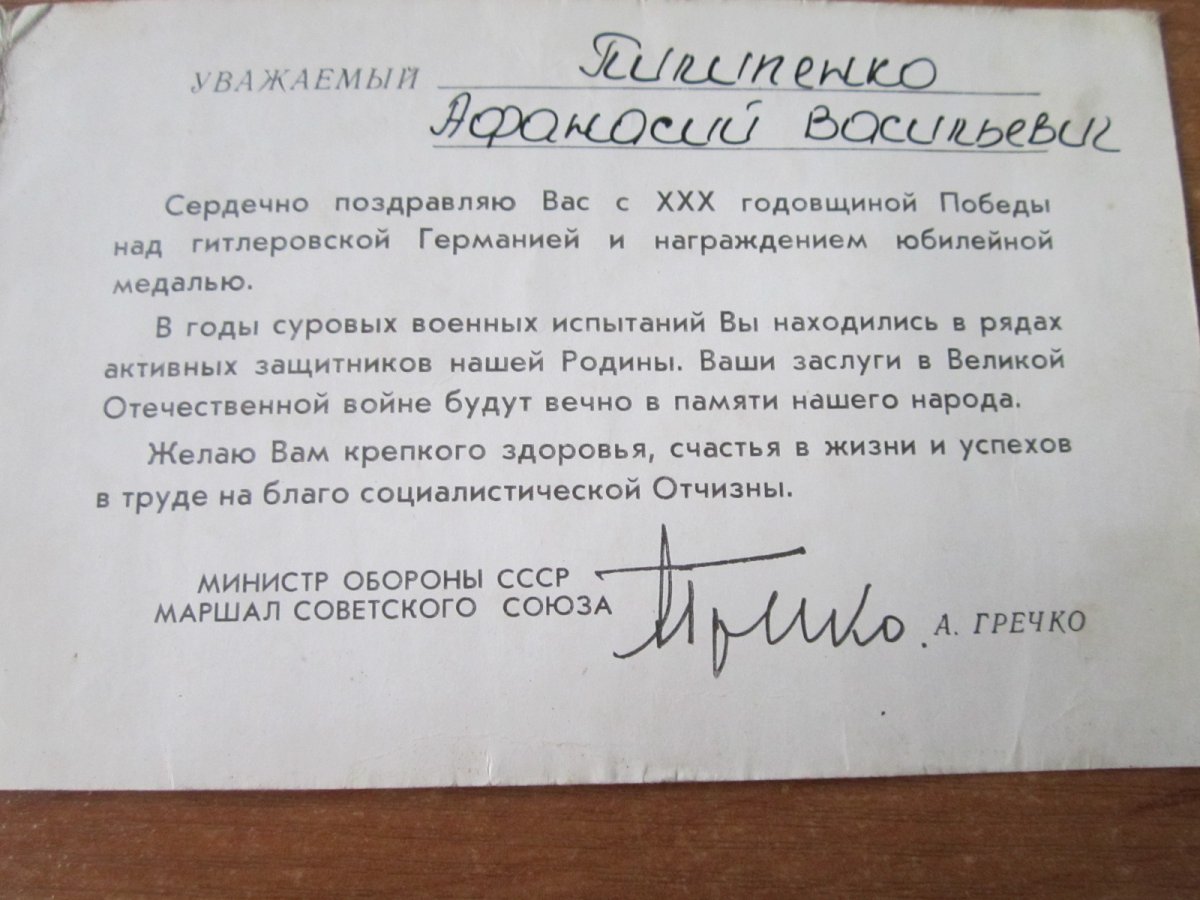 УВАЖАЕМЫЙ Пилипенко
Афанасий Васильевич
Сердечно поздравляю Вас с XXX годовщиной Победы
над гитлеровской Германией и награждением юбилейной
медалью.
В годы суровых военных испытаний Вы находились в рядах
активных защитников нашей Родины. Ваши заслуги в Великой
Отечественной войне будут вечно в памяти нашего народа.
Желаю Вам крепкого здоровья, счастья в жизни и успехов
в труде на благо социалистической Отчизны.
МИНИСТР ОБОРОНЫ СССР
МАРШАЛ СОВЕТСКОГО СОЮЗА
А. ГРЕЧКО